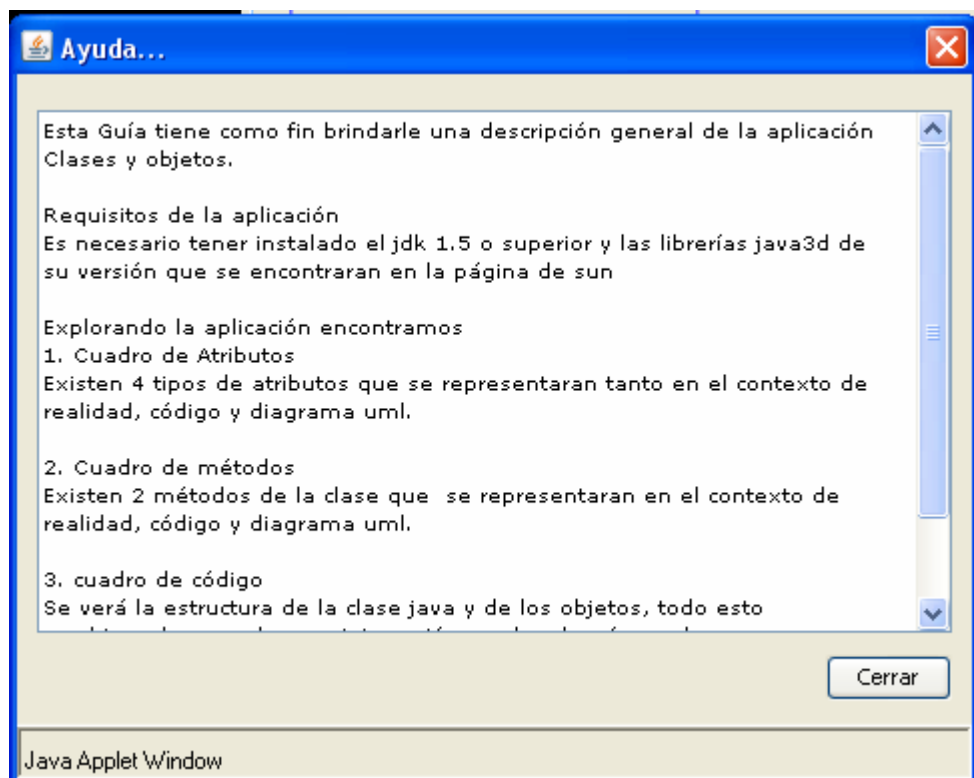 Ayuda...
Esta Guía tiene como fin brindarle una descripción general de la aplicación
Clases y objetos.
Requisitos de la aplicación
Es necesario tener instalado el jdk 1.5 o superior y las librerías java3d de
su versión que se encontraran en la página de sun
Explorando la aplicación encontramos
1. Cuadro de Atributos
Existen 4 tipos de atributos que se representaran tanto en el contexto de
realidad, código y diagrama uml.
2. Cuadro de métodos
Existen 2 métodos de la clase que  se representaran en el contexto de
realidad, código y diagrama uml.
3. cuadro de código
Se verá la estructura de la clase java y de los objetos, todo esto
Cerrar
Java Applet Window